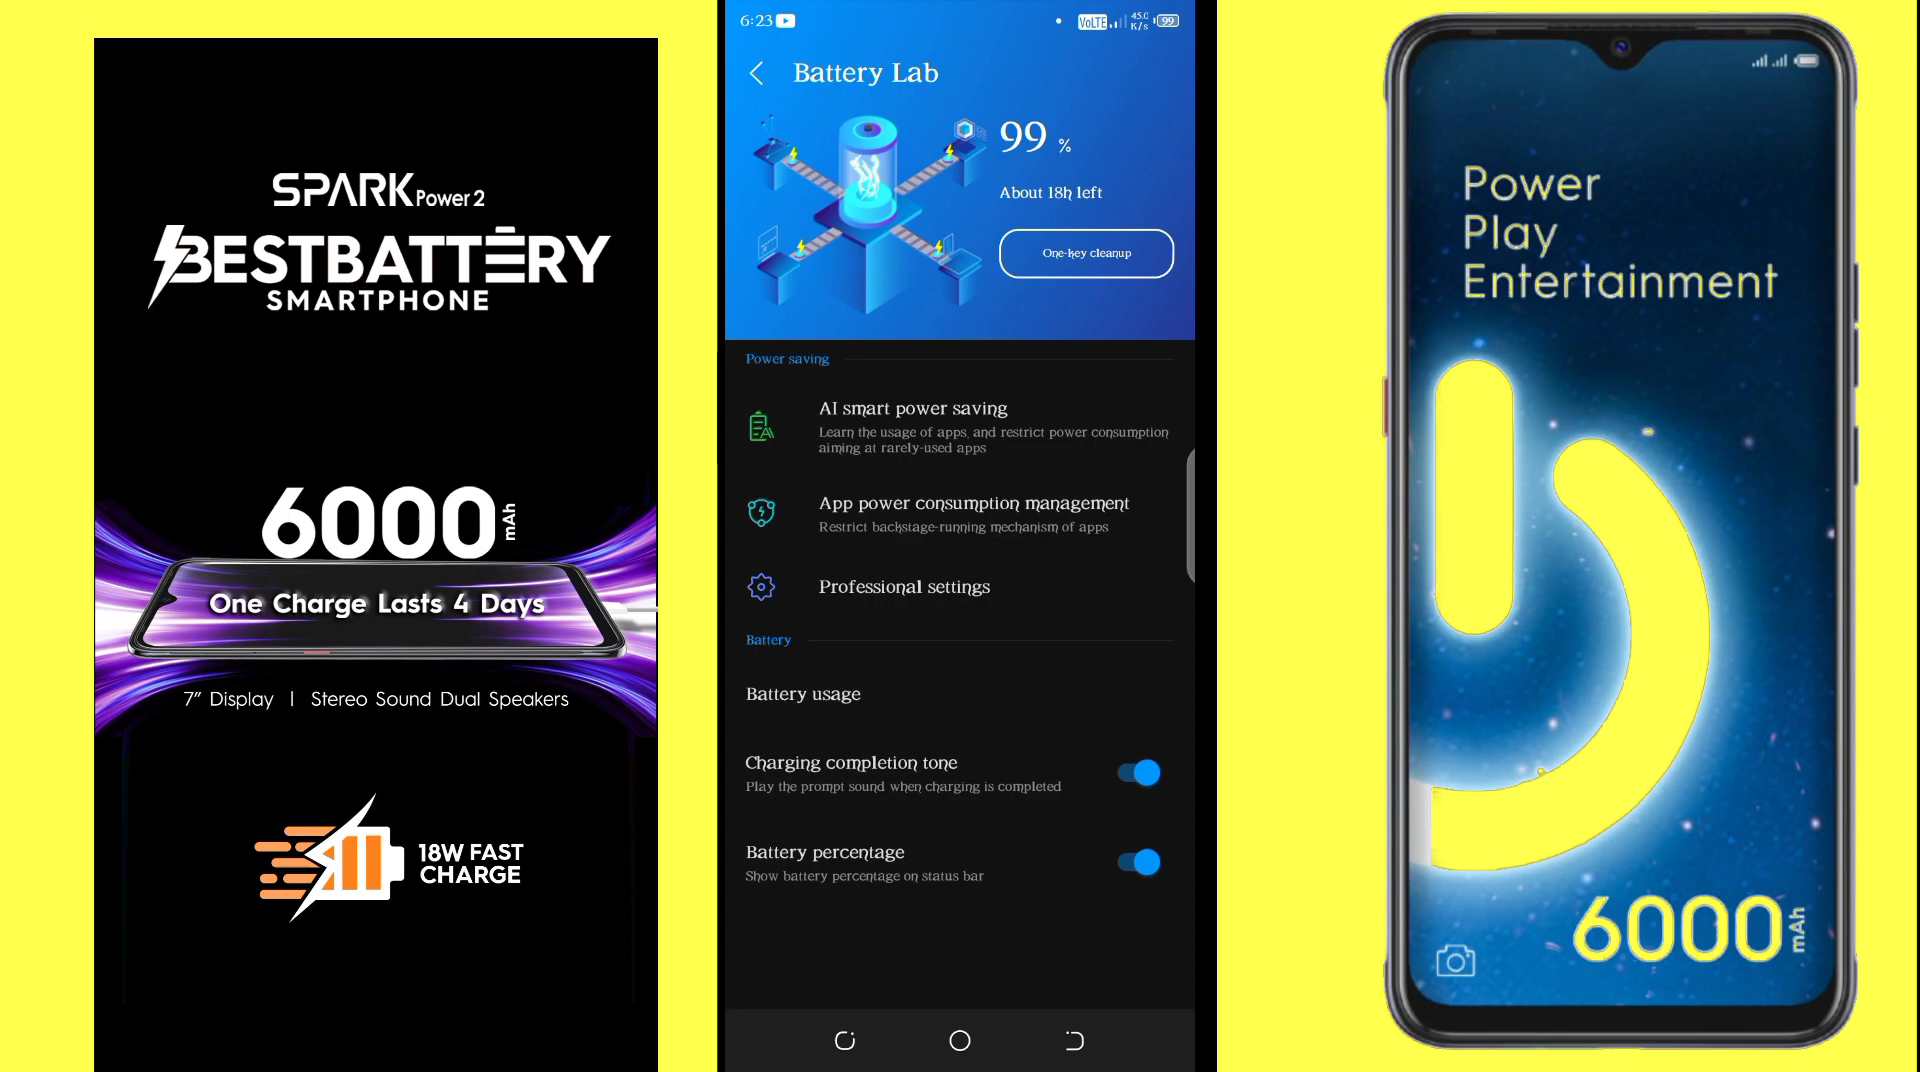 SPARK Power 2
BESTBATTERY
SMARTPHONE
6000 mAh
One Charge Lasts 4 Days
7" Display | Stereo Sound Dual Speakers
18W FAST
CHARGE
6:23
VoLTE 45.0 K/s 99
Battery Lab
99 %
About 18h left
One-key cleanup
Power saving
AI smart power saving
Learn the usage of apps, and restrict power consumption
aiming at rarely-used apps
App power consumption management
Restrict backstage-running mechanism of apps
Professional settings
Battery
Battery usage
Charging completion tone
Play the prompt sound when charging is completed
Battery percentage
Show battery percentage on status bar
Power
Play
Entertainment
6000 mAh